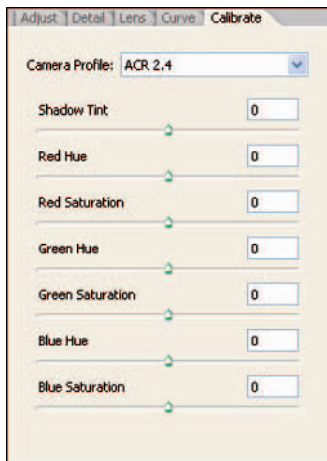 Adjust Detail Lens Curve Calibrate
Camera Profile: ACR 2.4
Shadow Tint 0
Red Hue 0
Red Saturation 0
Green Hue 0
Green Saturation 0
Blue Hue 0
Blue Saturation 0